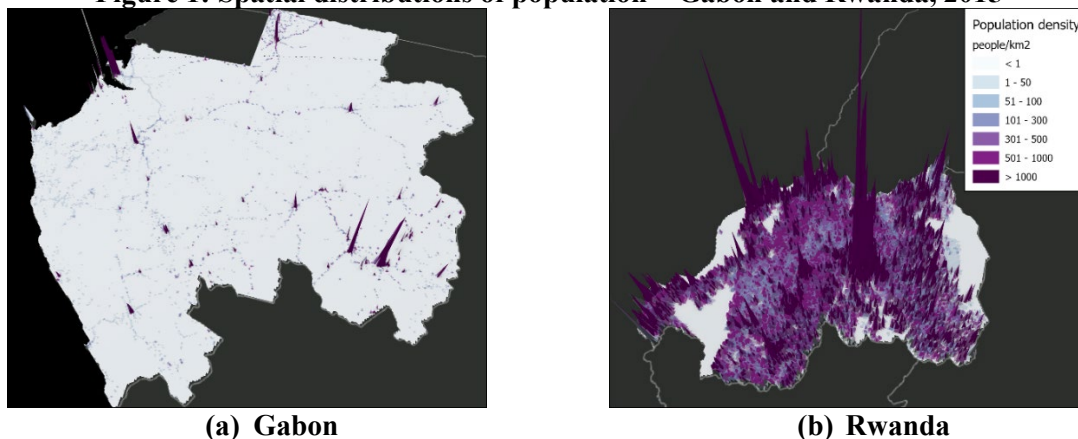 Figure 1: Spatial distributions of population – Gabon and Rwanda, 2015
Population density
people/km2
< 1
1 - 50
51 - 100
101 - 300
301 - 500
501 - 1000
> 1000
(a) Gabon
(b) Rwanda